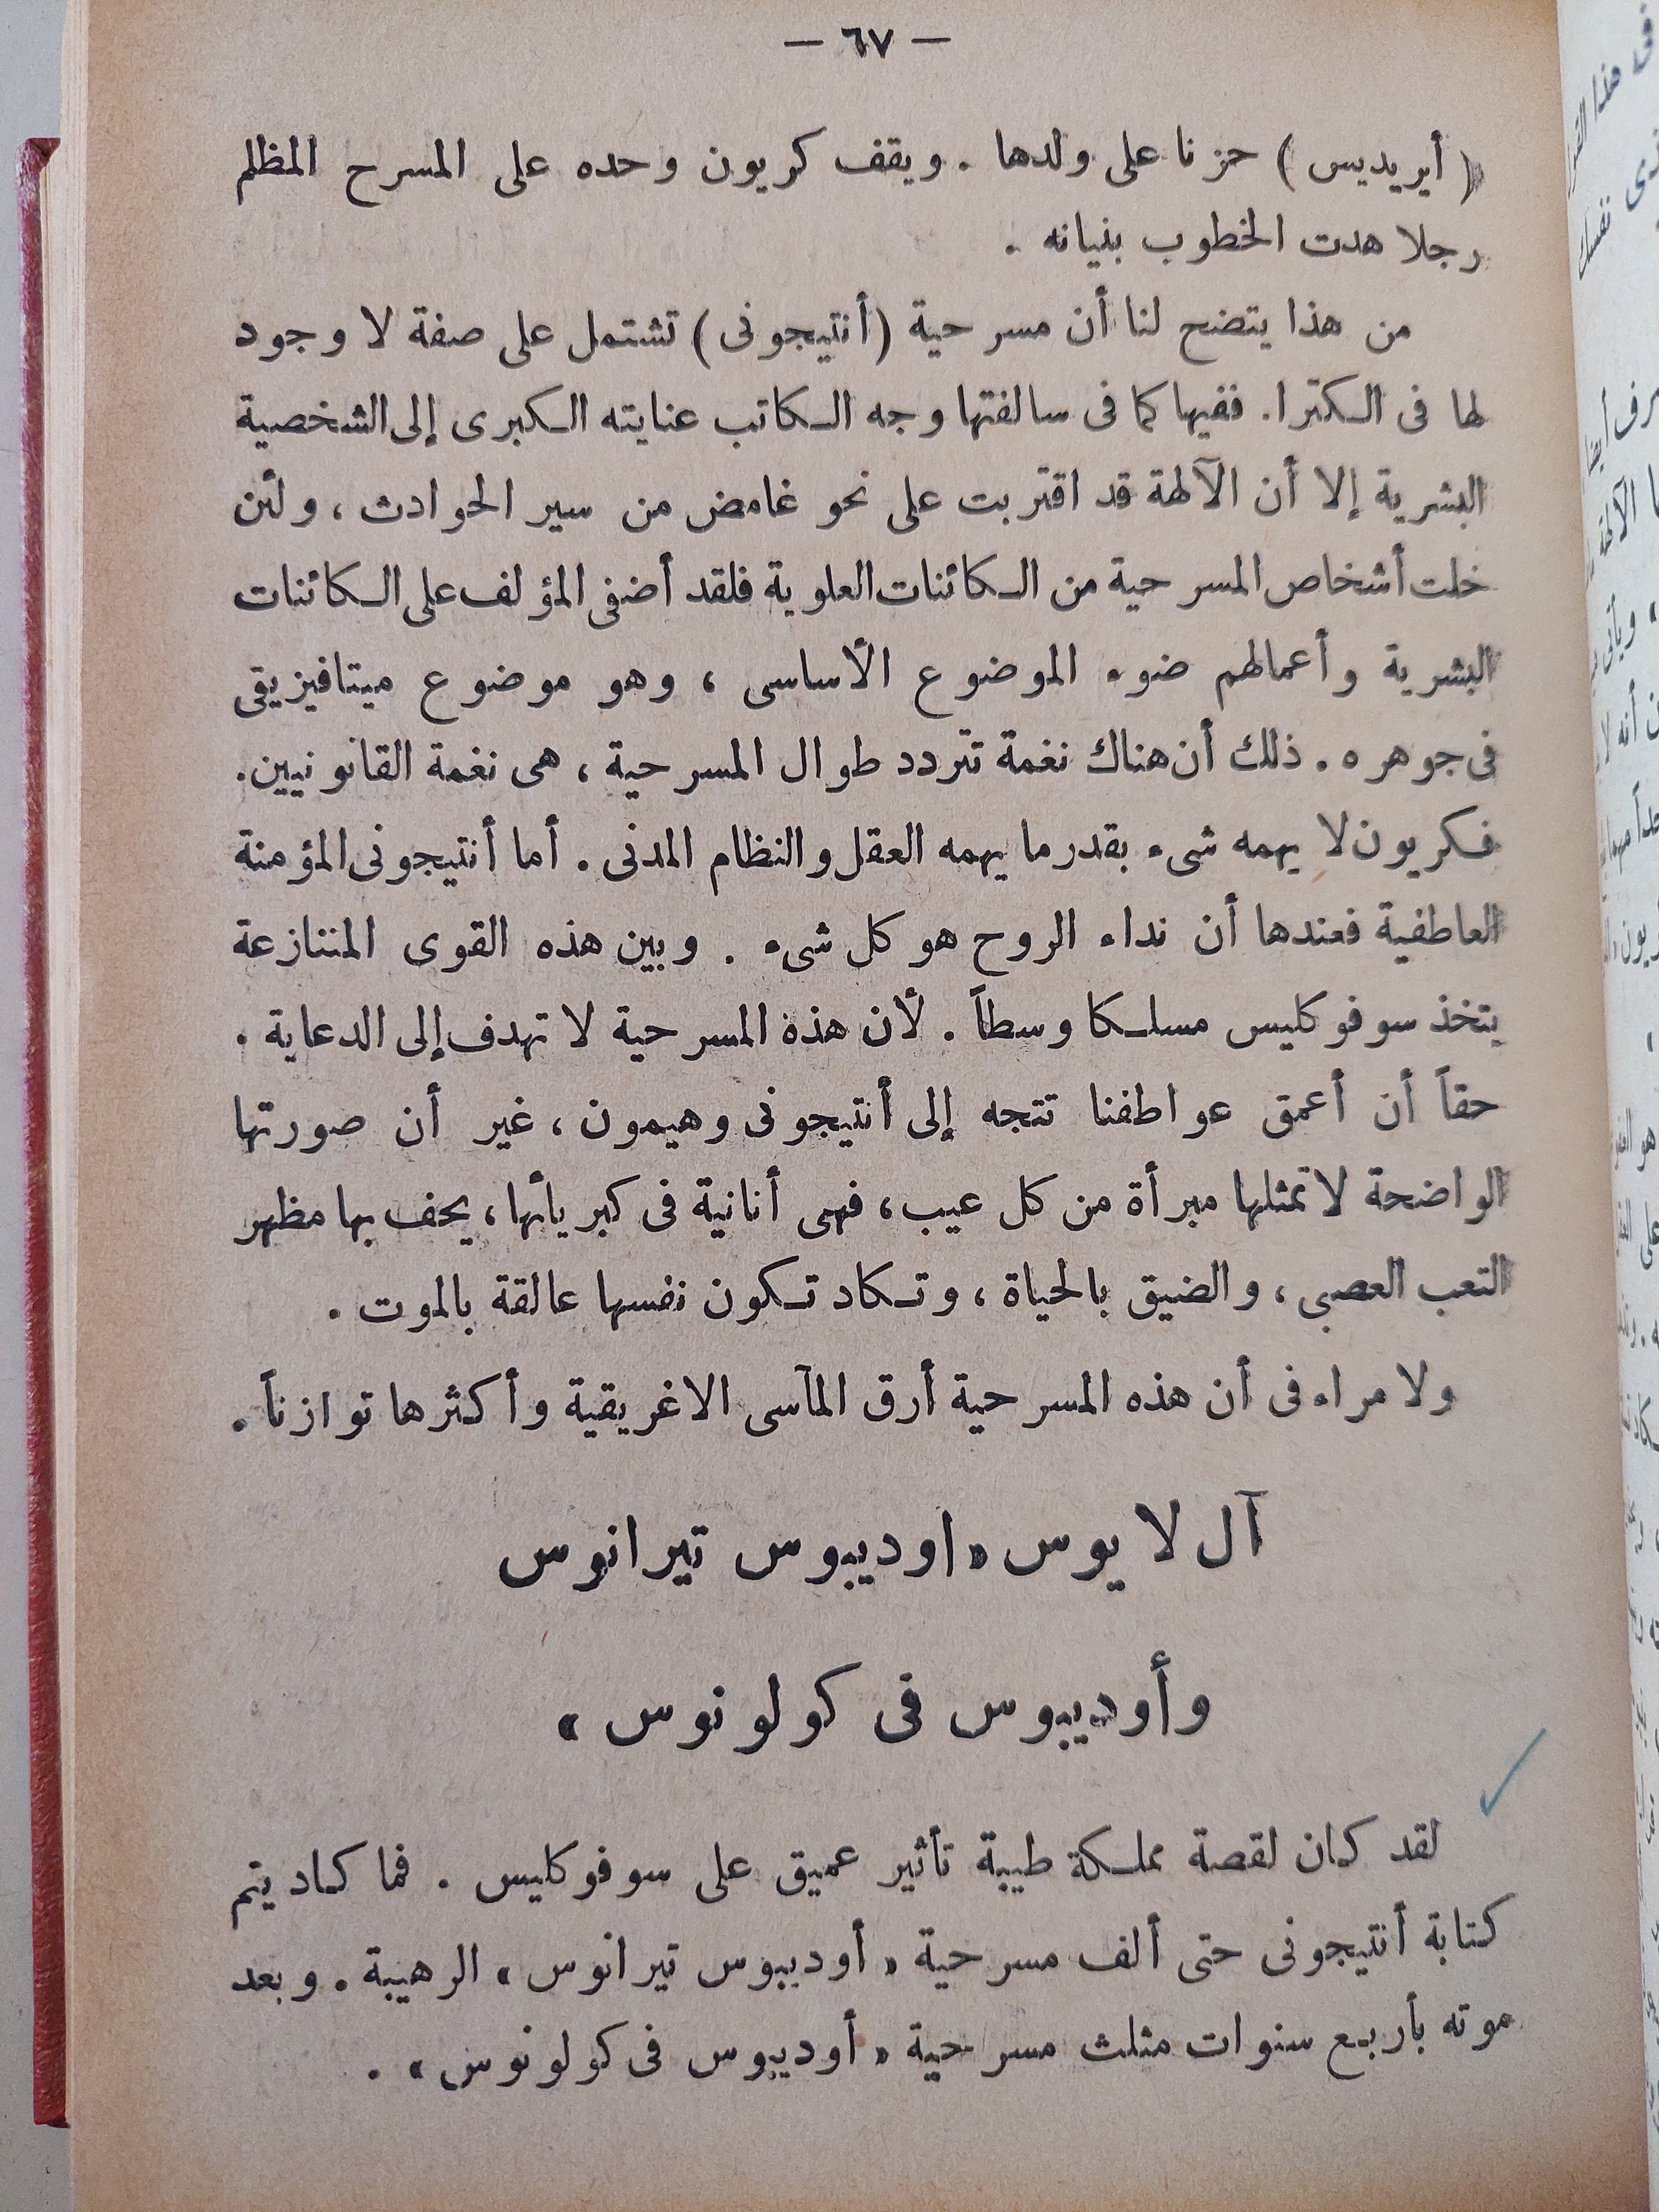 — ٦٧ —
( أيريديس ) حزنا على ولدها . ويقف كريون وحده على المسرح المظلم
رجلا هدت الخطوب بنيانه .
من هذا يتضح لنا أن مسرحية (أنتيجونى) تشتمل على صفة لا وجود
لها فى الكترا. ففيها كما فى سالفتها وجه الكاتب عنايته الكبرى إلى الشخصية
البشرية إلا أن الآلهة قد اقتربت على نحو غامض من سير الحوادث ، ولئن
خلت أشخاص المسرحية من الكائنات العلوية فلقد أضفى المؤلف على الكائنات
البشرية وأعمالهم ضوء الموضوع الأساسى ، وهو موضوع ميتافيزيقى
فى جوهره . ذلك أن هناك نغمة تتردد طوال المسرحية ، هى نغمة القانونيين.
فكريون لا يهمه شىء بقدر ما يهمه العقل والنظام المدنى . أما أنتيجونى المؤمنة
العاطفية فعندها أن نداء الروح هو كل شىء . وبين هذه القوى المتنازعة
يتخذ سوفوكليس مسلكا وسطاً . لأن هذه المسرحية لا تهدف إلى الدعاية .
حقاً أن أعمق عواطفنا تتجه إلى أنتيجونى وهيمون ، غير أن صورتها
الواضحة لا تمثلها مبرأة من كل عيب ، فهى أنانية فى كبريائها ، يحف بها مظهر
التعب العصبى ، والضيق بالحياة ، وتكاد تكون نفسها عالقة بالموت .
ولا مراء فى أن هذه المسرحية أرق المآسى الاغريقية وأكثرها توازناً .
آل لايوس « اوديبوس تيرانوس
وأوديبوس فى كولونوس »
لقد كان لقصة مملكة طيبة تأثير عميق على سوفوكليس . فما كاد يتم
كتابة أنتيجونى حتى ألف مسرحية « أوديبوس تيرانوس » الرهيبة . وبعد
موته بأربع سنوات مثلث مسرحية « أوديبوس فى كولونوس » .